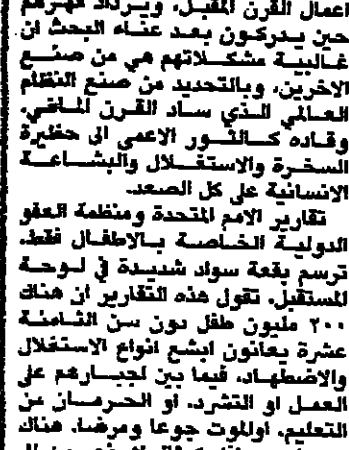 اعمال القرن المقبل، ويزداد قهرهم
حين يدركون بعد عناء البحث ان
غالبية مشكلاتهم هي من صنع
الاخرين، وبالتحديد من صنع النظام
العالمي الذي ساد القرن الماضي،
وقاده كالثور الاعمى الى حظيرة
السخرة والاستغلال والبشاعة
الانسانية على كل الصعد.
تقارير الامم المتحدة ومنظمة العفو
الدولية الخاصة بالاطفال فقط،
ترسم بقعة سواد شديدة في لوحة
المستقبل. تقول هذه التقارير ان هناك
٢٠٠ مليون طفل دون سن الثامنة
عشرة يعانون ابشع انواع الاستغلال
والاضطهاد، فيما بين اجبارهم على
العمل او التشرد، او الحرمان من
التعليم، اوالموت جوعا ومرضا. هناك